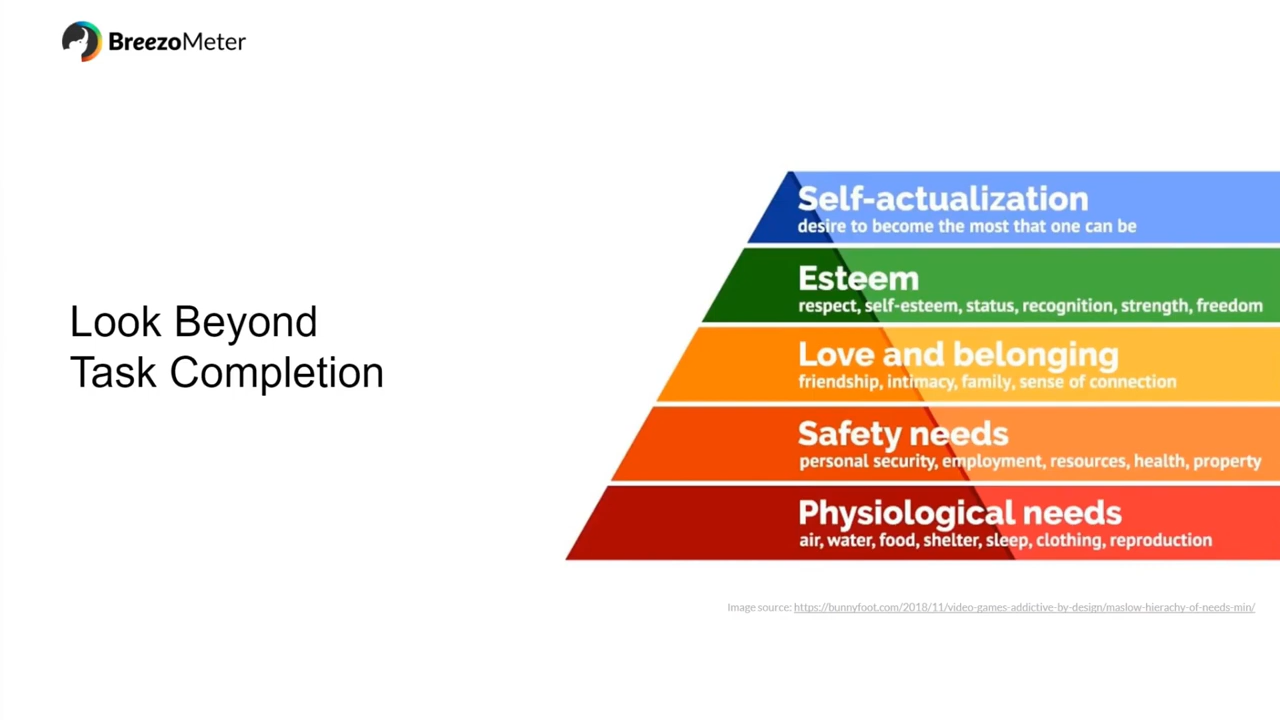 BreezoMeter
Look Beyond
Task Completion
Self-actualization
desire to become the most that one can be
Esteem
respect, self-esteem, status, recognition, strength, freedom
Love and belonging
friendship, intimacy, family, sense of connection
Safety needs
personal security, employment, resources, health, property
Physiological needs
air, water, food, shelter, sleep, clothing, reproduction
Image source: https://bunnyfoot.com/2018/11/video-games-addictive-by-design/maslow-hierachy-of-needs-min/